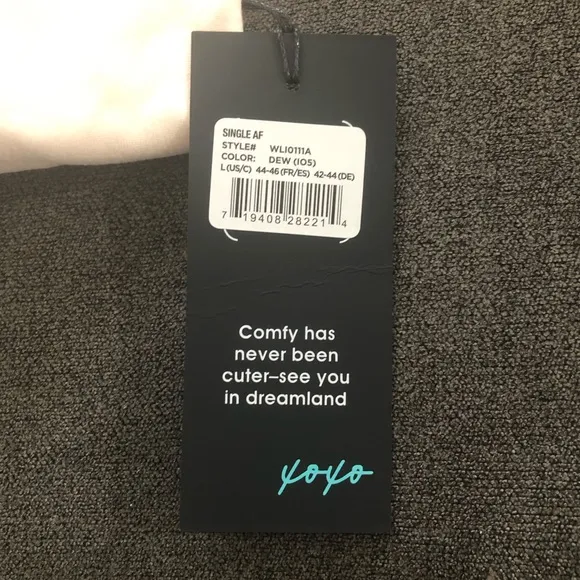 SINGLE AF
STYLE# WLI0111A
COLOR: DEW (IO5)
L(US/C) 44-46(FR/ES) 42-44(DE)
7 19408 28221 4
Comfy has
never been
cuter–see you
in dreamland
xoxo